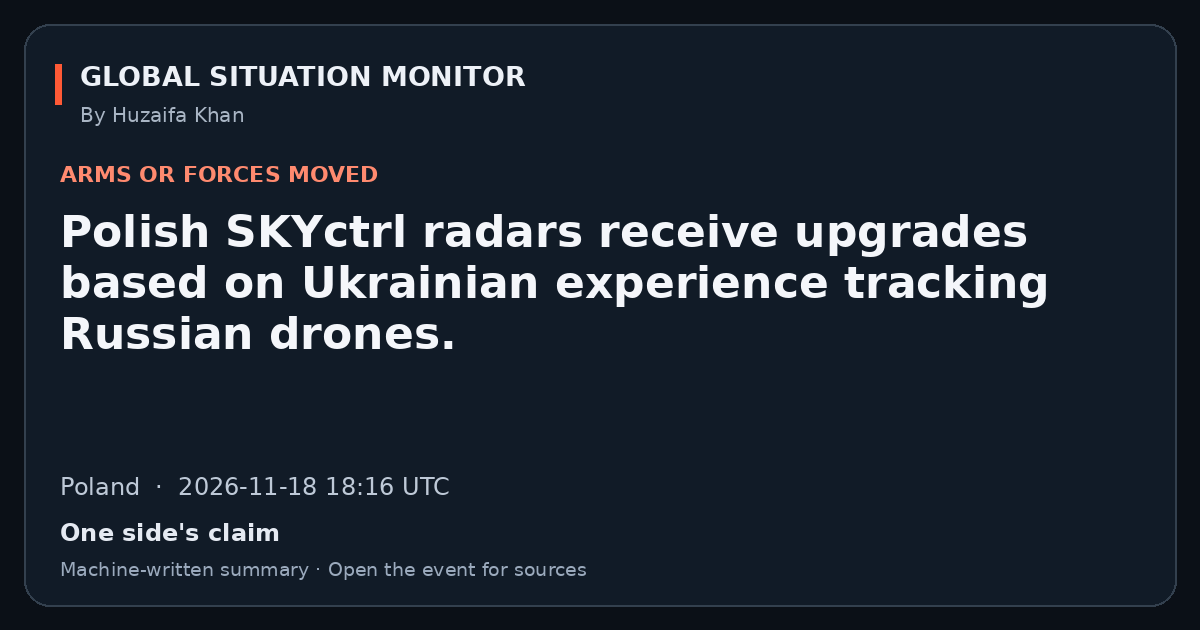 GLOBAL SITUATION MONITOR
By Huzaifa Khan
ARMS OR FORCES MOVED
Polish SKYctrl radars receive upgrades
based on Ukrainian experience tracking
Russian drones.
Poland · 2026-11-18 18:16 UTC
One side's claim
Machine-written summary · Open the event for sources